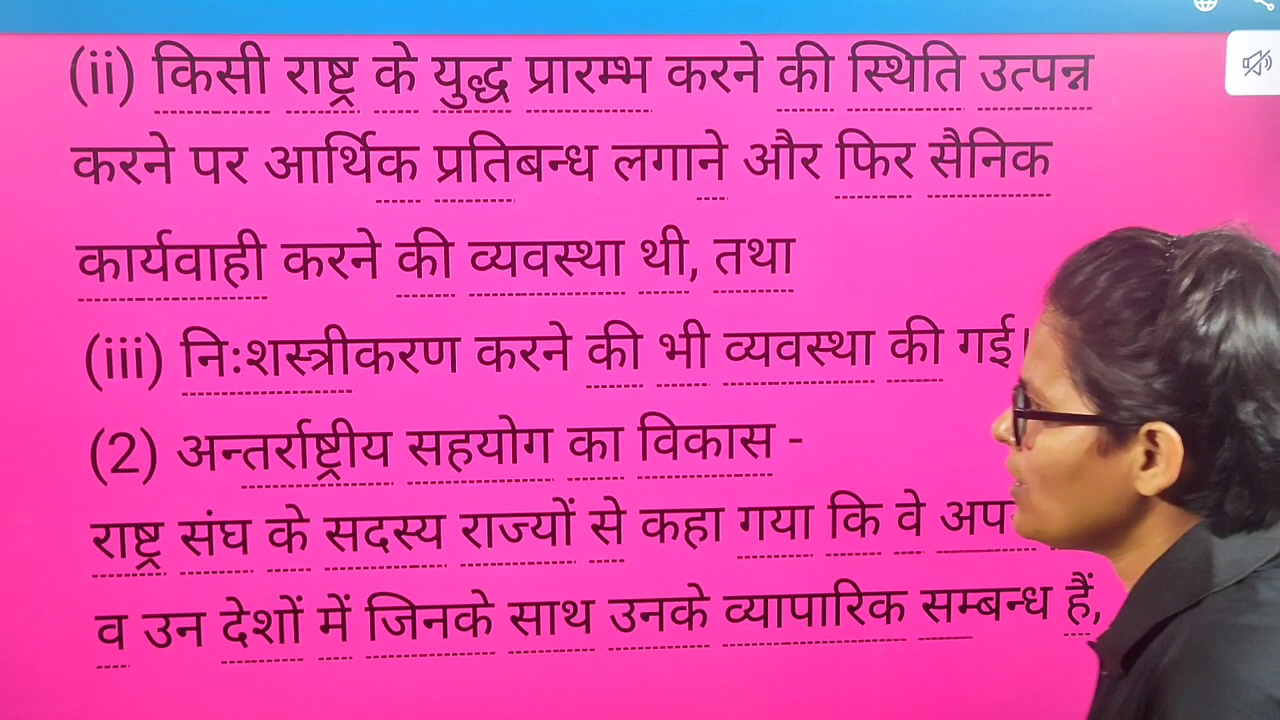 (ii) किसी राष्ट्र के युद्ध प्रारम्भ करने की स्थिति उत्पन्न
करने पर आर्थिक प्रतिबन्ध लगाने और फिर सैनिक
कार्यवाही करने की व्यवस्था थी, तथा
(iii) निःशस्त्रीकरण करने की भी व्यवस्था की गई।
(2) अन्तर्राष्ट्रीय सहयोग का विकास -
राष्ट्र संघ के सदस्य राज्यों से कहा गया कि वे
व उन देशों में जिनके साथ उनके व्यापारिक सम्बन्ध हैं,